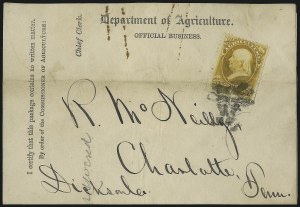 Department of Agriculture.
OFFICIAL BUSINESS.
I certify that this package contains no written matter.
By order of the COMMISSIONER OF AGRICULTURE:
Chief Clerk.
R. McNeilly,
Charlotte,
Dickson Co.
Tenn.